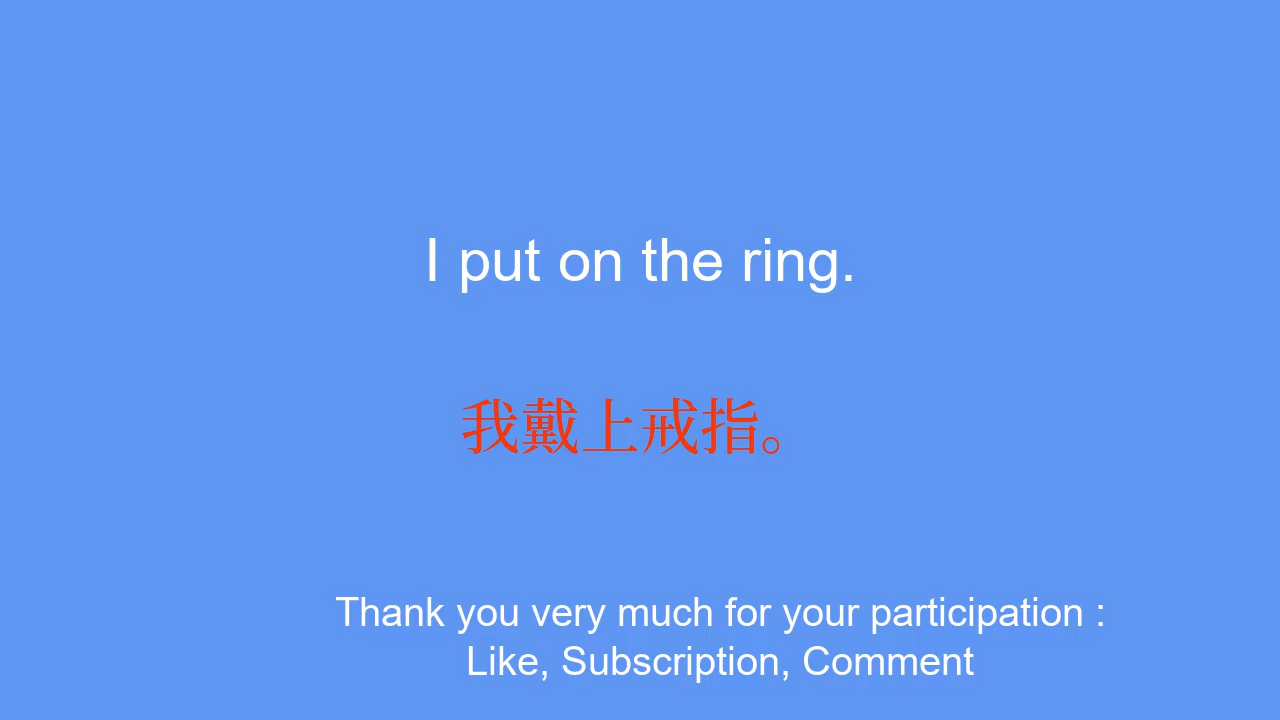 I put on the ring.
我戴上戒指。
Thank you very much for your participation :
Like, Subscription, Comment